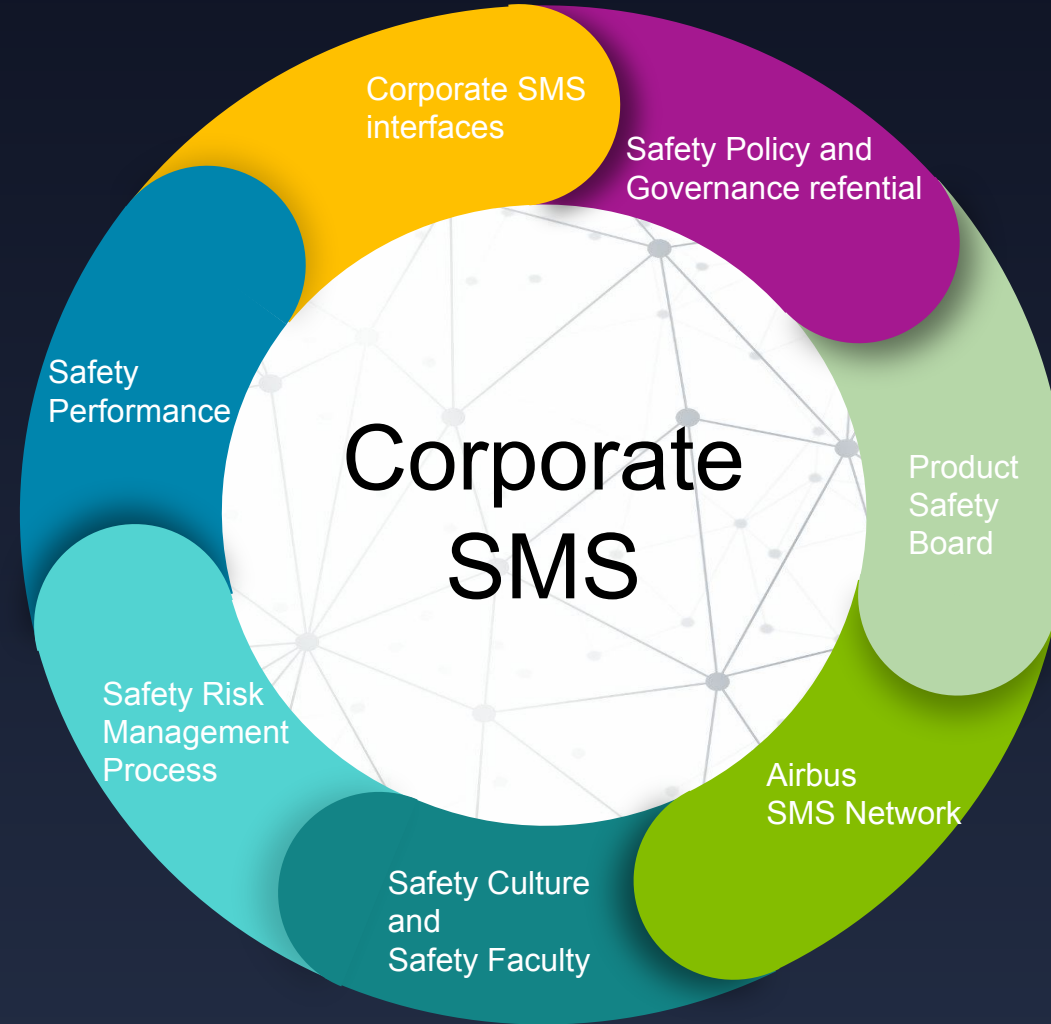 Corporate SMS
interfaces
Safety Policy and
Governance refential
Product
Safety
Board
Airbus
SMS Network
Safety Culture
and
Safety Faculty
Safety Risk
Management
Process
Safety
Performance
Corporate
SMS